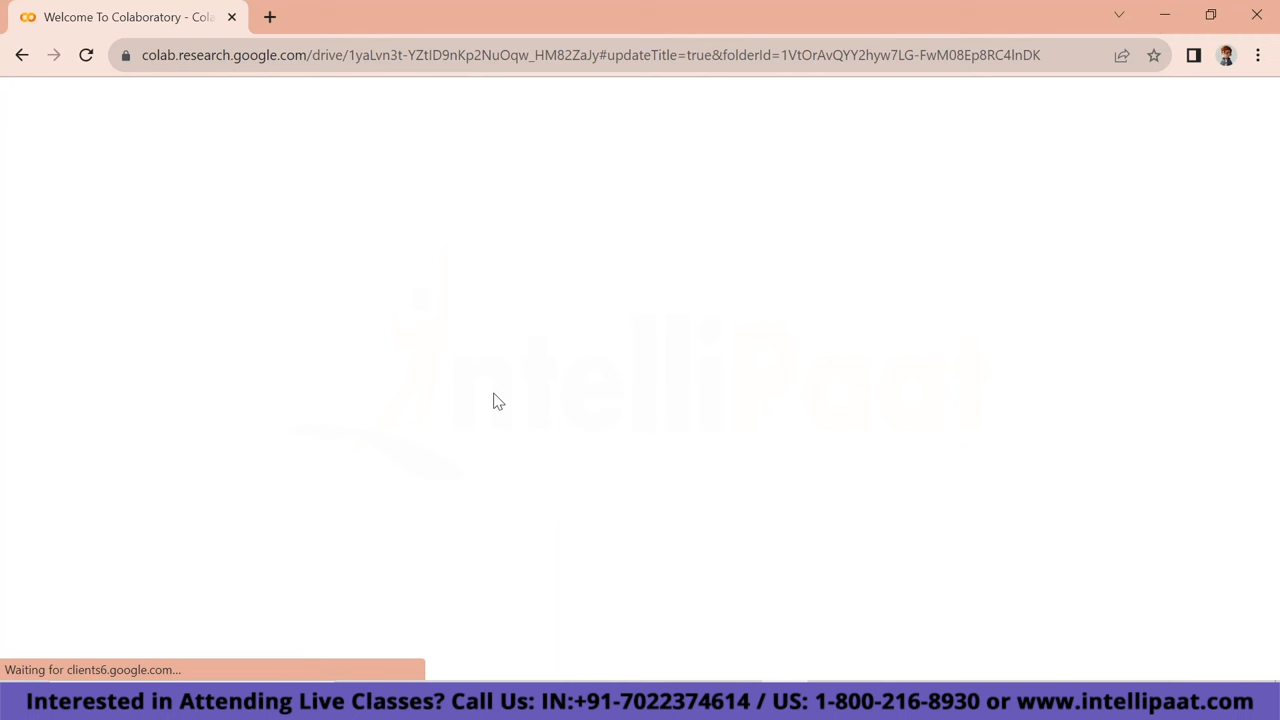 Welcome To Colaboratory - Cola
colab.research.google.com/drive/1yaLvn3t-YZtID9nKp2NuOqw_HM82ZaJy#updateTitle=true&folderId=1VtOrAvQYY2hyw7LG-FwM08Ep8RC4lnDK
intelliPaat
Waiting for clients6.google.com...
Interested in Attending Live Classes? Call Us: IN:+91-7022374614 / US: 1-800-216-8930 or www.intellipaat.com